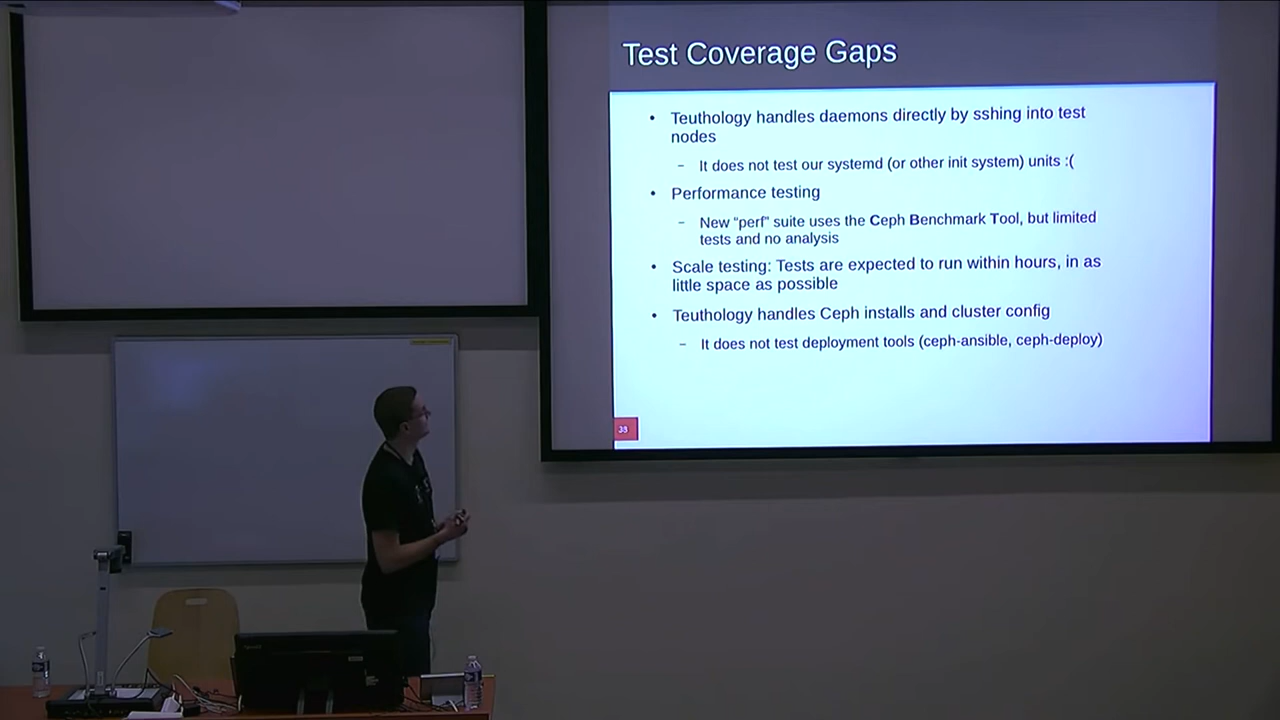 Test Coverage Gaps
• Teuthology handles daemons directly by sshing into test
nodes
– It does not test our systemd (or other init system) units :(
• Performance testing
– New “perf” suite uses the Ceph Benchmark Tool, but limited
tests and no analysis
• Scale testing: Tests are expected to run within hours, in as
little space as possible
• Teuthology handles Ceph installs and cluster config
– It does not test deployment tools (ceph-ansible, ceph-deploy)
33